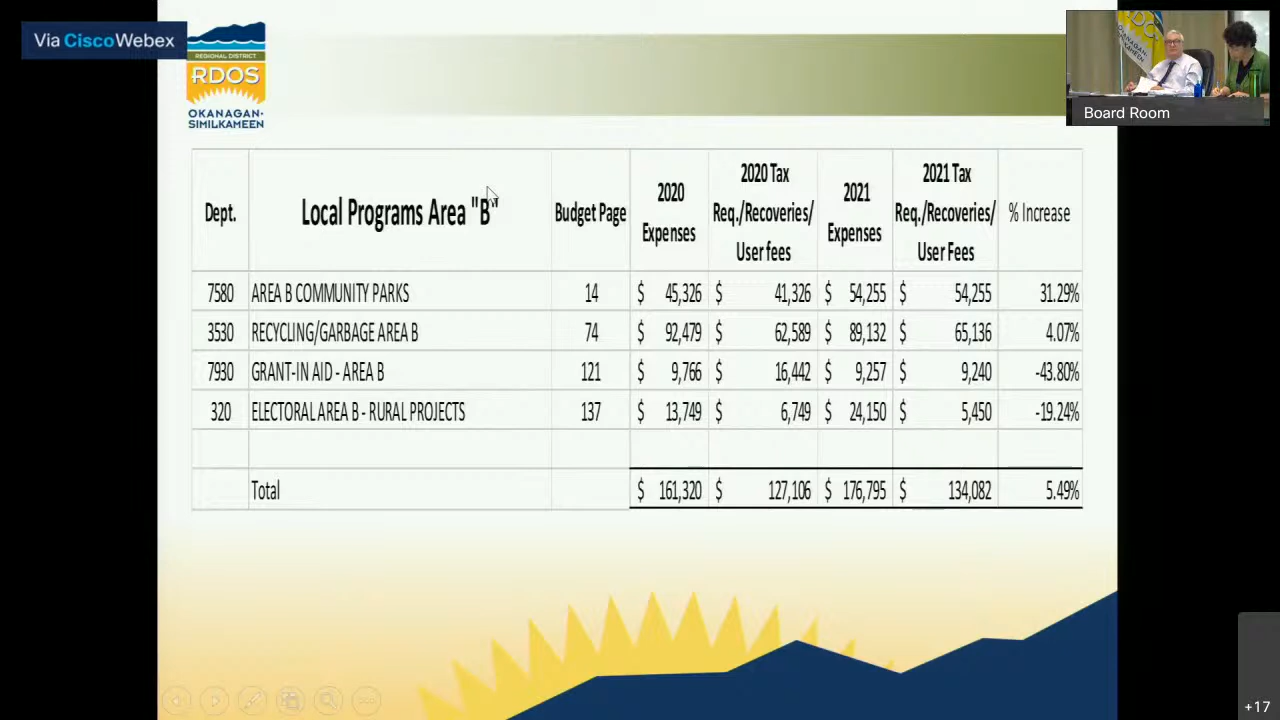 Via Cisco Webex
REGIONAL DISTRICT
RDOS
OKANAGAN-
SIMILKAMEEN
RDOS
OKANAGAN-
SIMILKAMEEN
Board Room
Dept. Local Programs Area "B" Budget Page 2020 Expenses 2020 Tax Req./Recoveries/ User fees 2021 Expenses 2021 Tax Req./Recoveries/ User Fees % Increase
7580 AREA B COMMUNITY PARKS 14 $ 45,326 $ 41,326 $ 54,255 $ 54,255 31.29%
3530 RECYCLING/GARBAGE AREA B 74 $ 92,479 $ 62,589 $ 89,132 $ 65,136 4.07%
7930 GRANT-IN AID - AREA B 121 $ 9,766 $ 16,442 $ 9,257 $ 9,240 -43.80%
320 ELECTORAL AREA B - RURAL PROJECTS 137 $ 13,749 $ 6,749 $ 24,150 $ 5,450 -19.24%
Total $ 161,320 $ 127,106 $ 176,795 $ 134,082 5.49%
+17